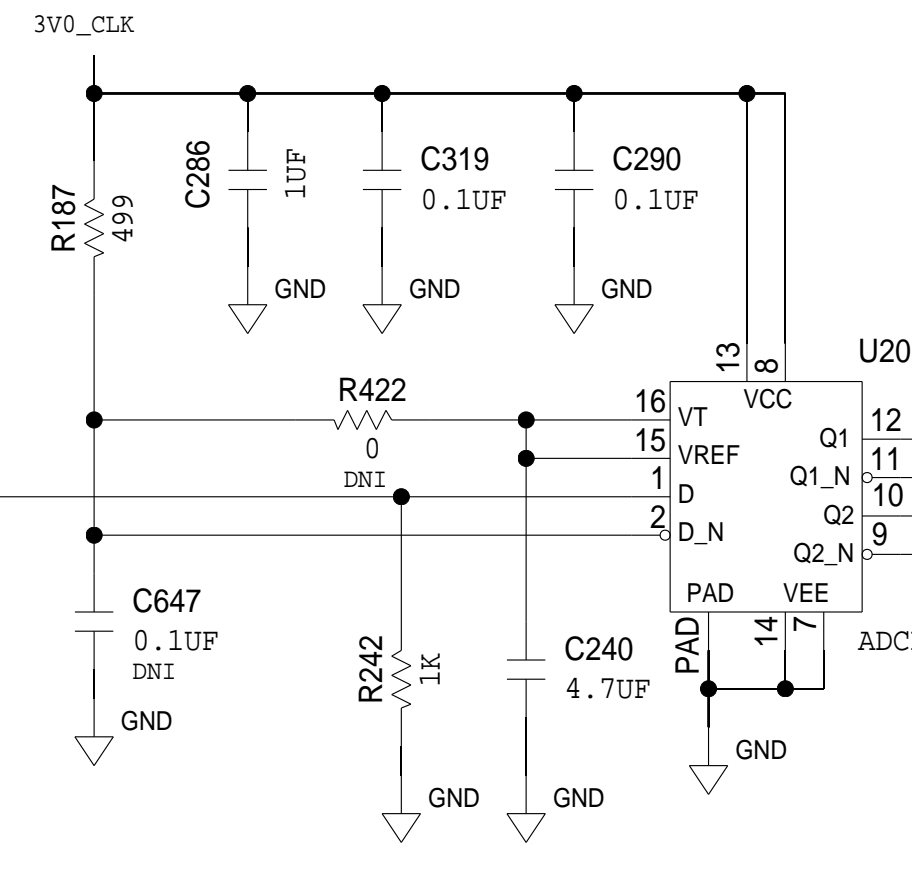 3V0_CLK
C286
1UF
C319
0.1UF
C290
0.1UF
R187
499
GND
GND
GND
13
8
U20
R422
0
DNI
16
VT
VCC
15
VREF
1
D
2
D_N
Q1
12
Q1_N
11
Q2
10
Q2_N
9
PAD
VEE
PAD
14
7
C647
0.1UF
DNI
GND
R242
1K
C240
4.7UF
GND
GND
GND